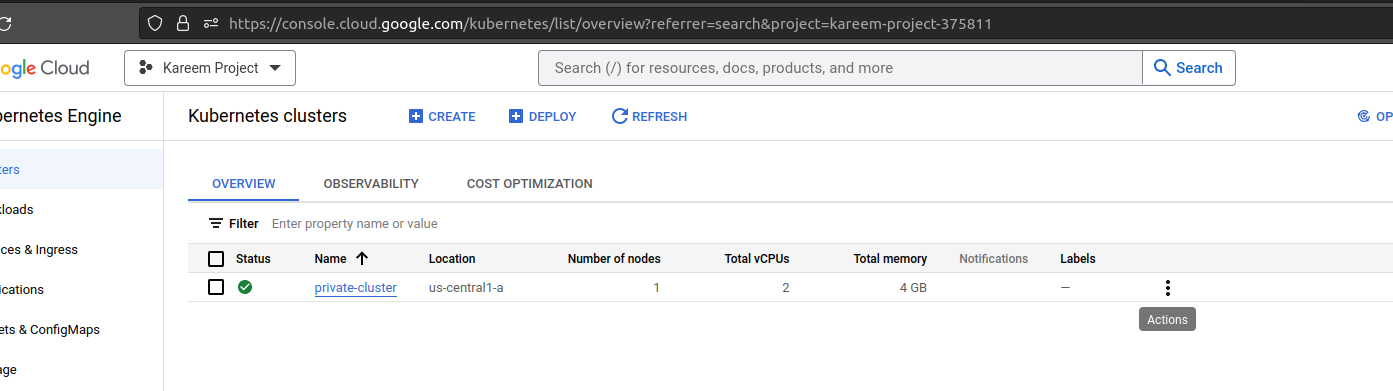 https://console.cloud.google.com/kubernetes/list/overview?referrer=search&project=kareem-project-375811
ogle Cloud Kareem Project Search (/) for resources, docs, products, and more Search
bernetes Engine Kubernetes clusters CREATE DEPLOY REFRESH OP
ters
OVERVIEW OBSERVABILITY COST OPTIMIZATION
kloads
Filter Enter property name or value
ces & Ingress
Status Name Location Number of nodes Total vCPUs Total memory Notifications Labels
ications
private-cluster us-central1-a 1 2 4 GB —
Actions
ets & ConfigMaps
age